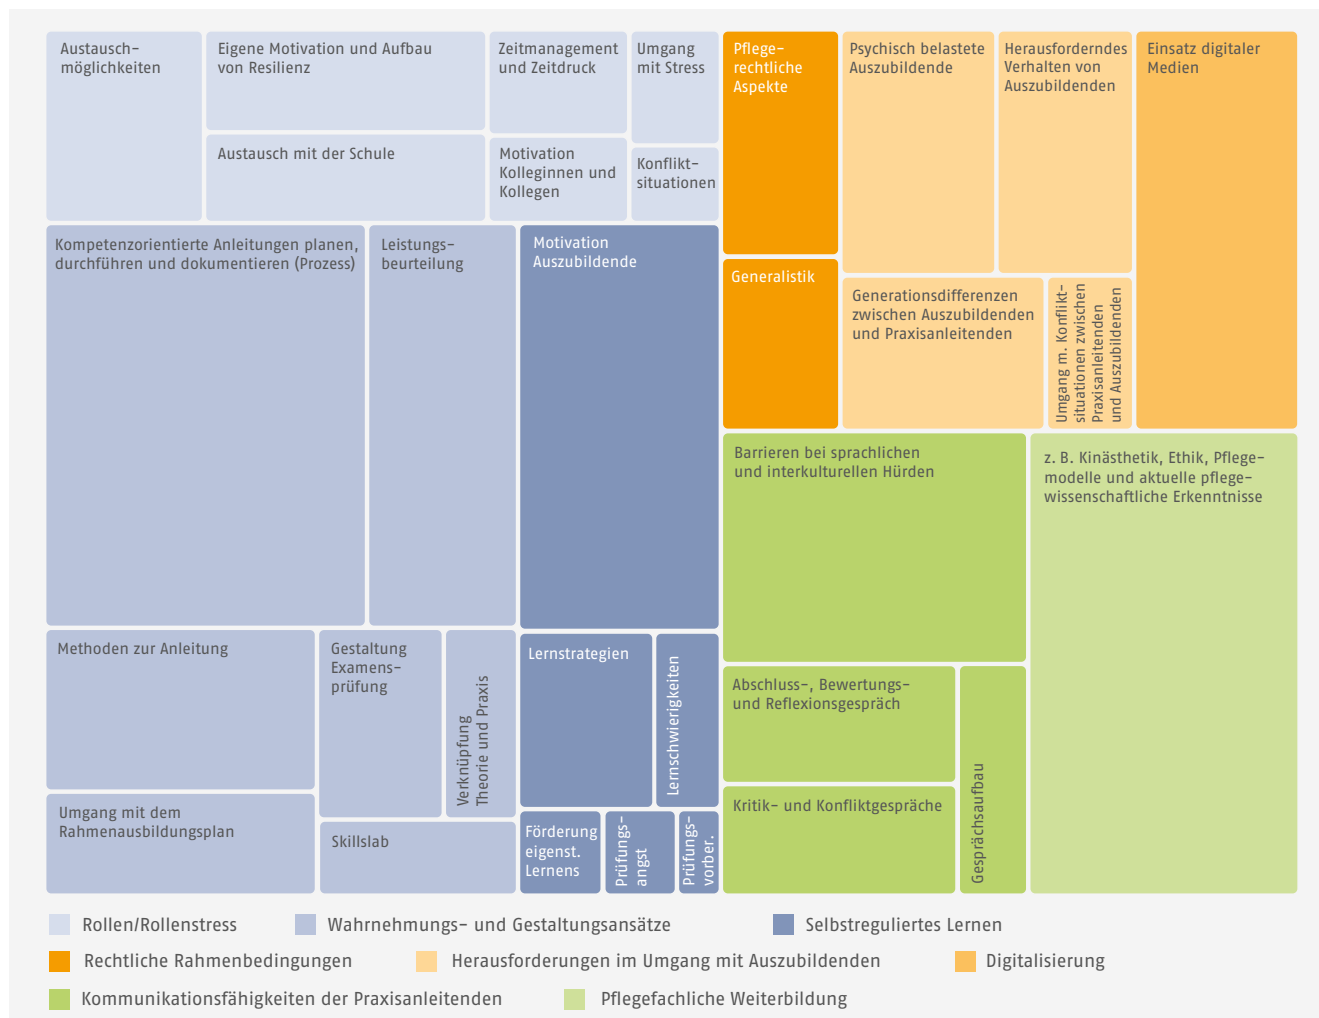 Austausch-
möglichkeiten
Eigene Motivation und Aufbau
von Resilienz
Zeitmanagement
und Zeitdruck
Umgang
mit Stress
Austausch mit der Schule
Motivation
Kolleginnen und
Kollegen
Konflikt-
situationen
Kompetenzorientierte Anleitungen planen,
durchführen und dokumentieren (Prozess)
Leistungs-
beurteilung
Motivation
Auszubildende
Methoden zur Anleitung
Gestaltung
Examens-
prüfung
Verknüpfung
Theorie und Praxis
Lernstrategien
Lernschwierigkeiten
Umgang mit dem
Rahmenausbildungsplan
Skillslab
Förderung
eigenst.
Lernens
Prüfungs-
angst
Prüfungs-
vorber.
Pflege-
rechtliche
Aspekte
Psychisch belastete
Auszubildende
Herausforderndes
Verhalten von
Auszubildenden
Einsatz digitaler
Medien
Generalistik
Generationsdifferenzen
zwischen Auszubildenden
und Praxisanleitenden
Umgang m. Konflikt-
situationen zwischen
Praxisanleitenden
und Auszubildenden
Barrieren bei sprachlichen
und interkulturellen Hürden
z. B. Kinästhetik, Ethik, Pflege-
modelle und aktuelle pflege-
wissenschaftliche Erkenntnisse
Abschluss-, Bewertungs-
und Reflexionsgespräch
Kritik- und Konfliktgespräche
Gesprächsaufbau
Rollen/Rollenstress
Wahrnehmungs- und Gestaltungsansätze
Selbstreguliertes Lernen
Rechtliche Rahmenbedingungen
Herausforderungen im Umgang mit Auszubildenden
Digitalisierung
Kommunikationsfähigkeiten der Praxisanleitenden
Pflegefachliche Weiterbildung